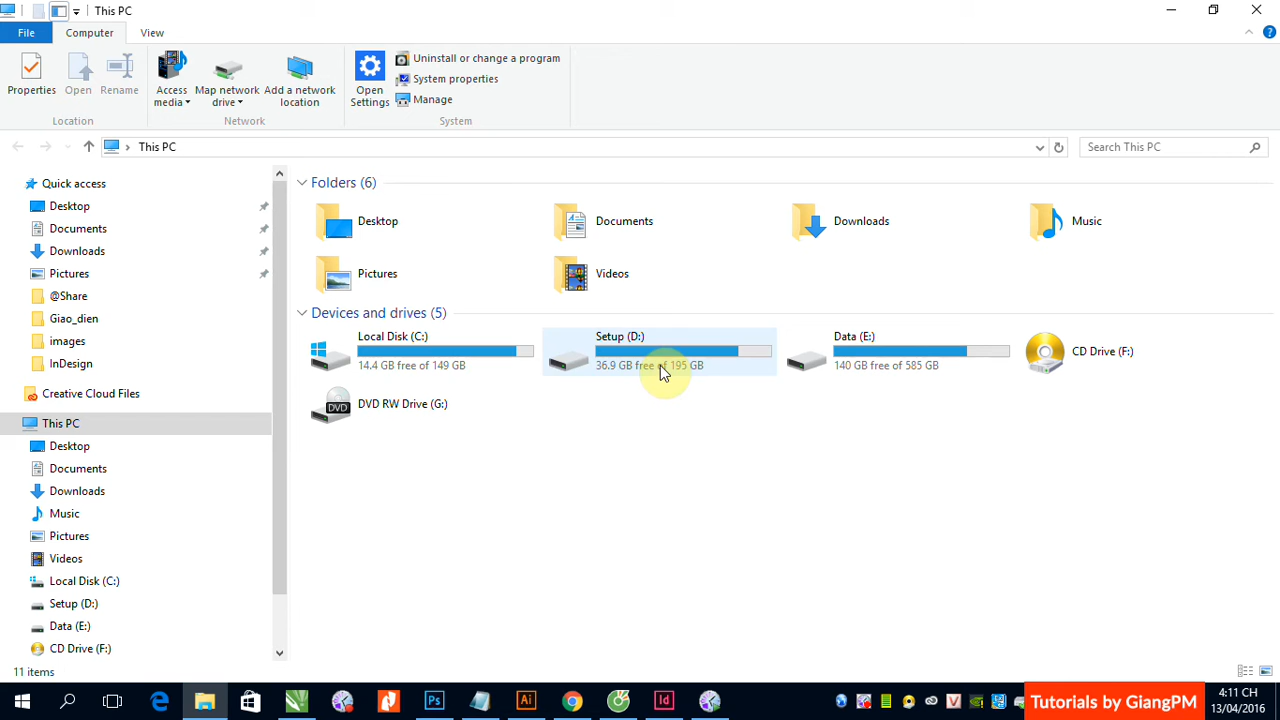 This PC
File
Computer
View
Properties
Open
Rename
Access media
Map network drive
Add a network location
Open Settings
Uninstall or change a program
System properties
Manage
Location
Network
System
This PC
Search This PC
Quick access
Desktop
Documents
Downloads
Pictures
@Share
Giao_dien
images
InDesign
Creative Cloud Files
This PC
Desktop
Documents
Downloads
Music
Pictures
Videos
Local Disk (C:)
Setup (D:)
Data (E:)
CD Drive (F:)
Folders (6)
Desktop
Documents
Downloads
Music
Pictures
Videos
Devices and drives (5)
Local Disk (C:)
14.4 GB free of 149 GB
Setup (D:)
36.9 GB free of 195 GB
Data (E:)
140 GB free of 585 GB
CD Drive (F:)
DVD
DVD RW Drive (G:)
11 items
Ps
Ai
Id
Tutorials by GiangPM
4:11 CH
13/04/2016